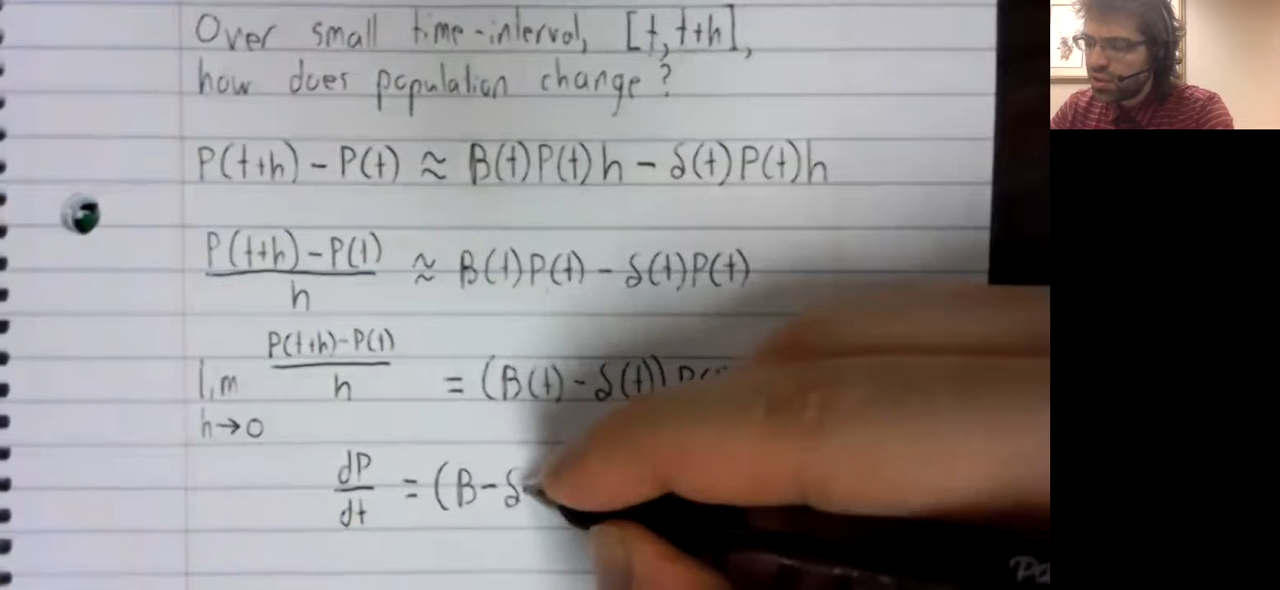 Over small time-interval, [t, t+h],
how does population change?
P(t+h) - P(t) ≈ β(t)P(t)h - δ(t)P(t)h
P(t+h) - P(t)
h
≈ β(t)P(t) - δ(t)P(t)
P(t+h)-P(t)
lim h = (β(t) - δ(t))
h→0
dP
dt
= (β-δ